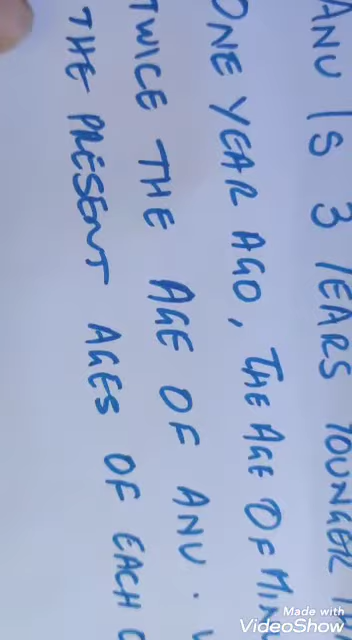 ANU IS 3 YEARS YOUNGER
ONE YEAR AGO, THE AGE OF MIN
TWICE THE AGE OF ANU.
THE PRESENT AGES OF EACH
Made with
VideoShow